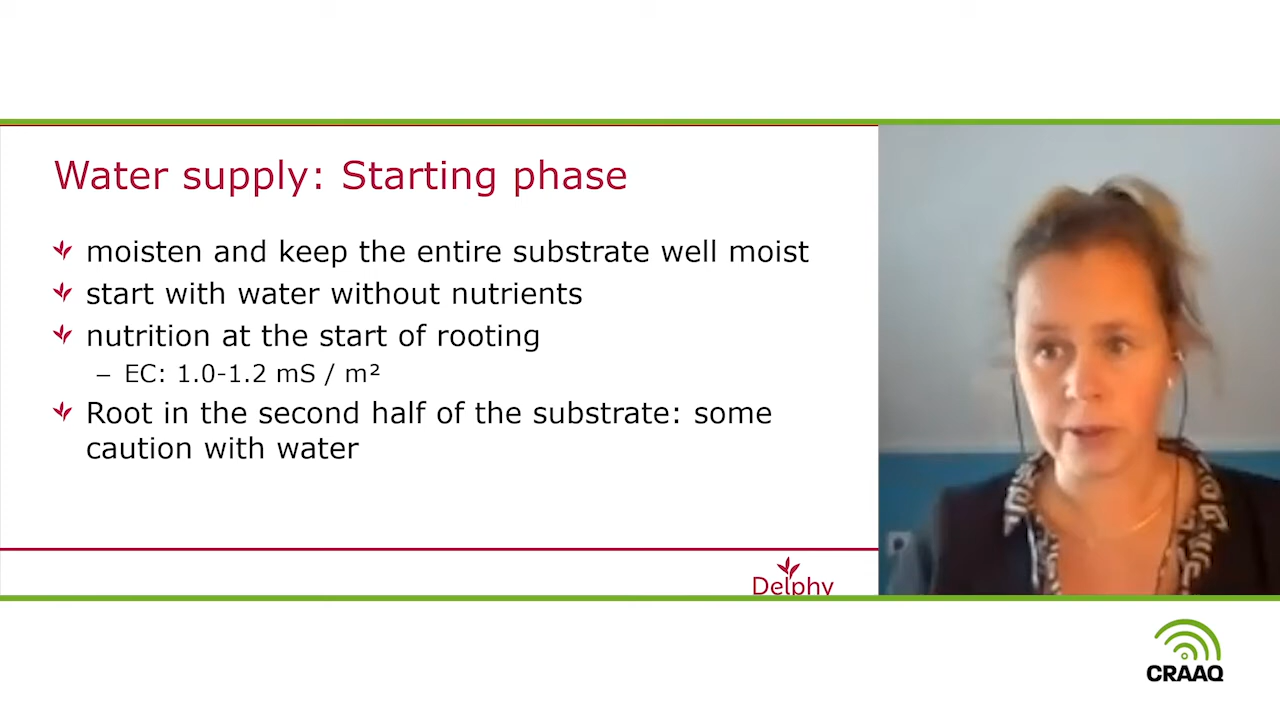 Water supply: Starting phase
moisten and keep the entire substrate well moist
start with water without nutrients
nutrition at the start of rooting
– EC: 1.0-1.2 mS / m²
Root in the second half of the substrate: some
caution with water
Delphy
CRAAQ